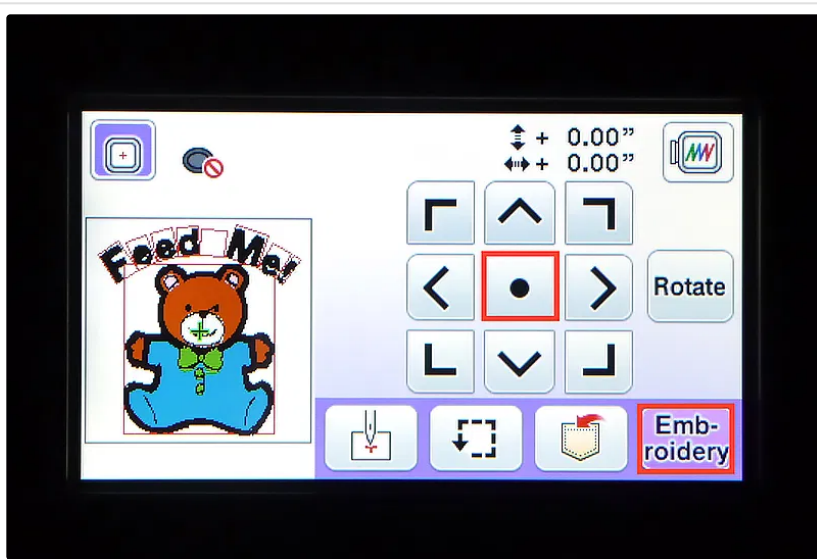 + 0.00"
+ 0.00"
Feed Me!
Rotate
Emb-
roidery